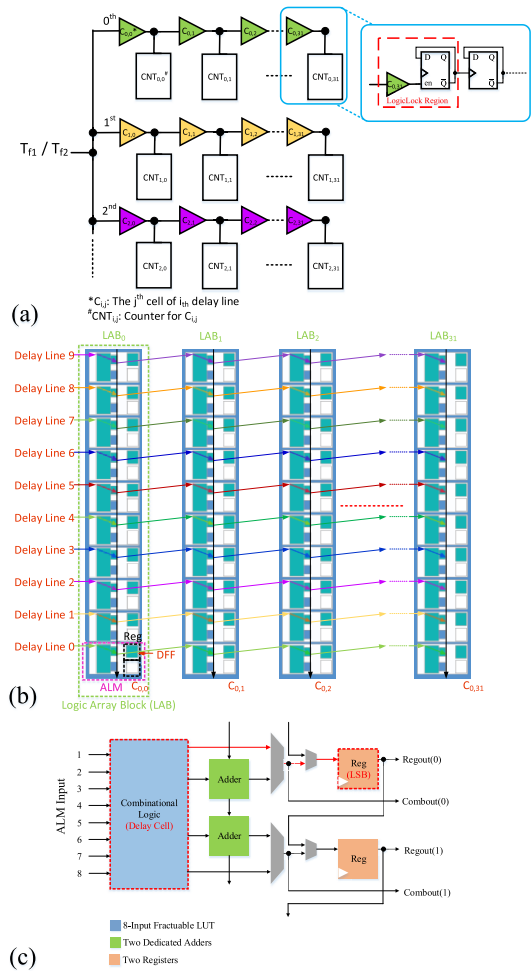 0th
C0,0*
C0,1
C0,2
C0,31
CNT0,0#
CNT0,1
CNT0,31
D Q
D Q
C0,31
en Q
Q
LogicLock Region
1st
C1,0
C1,1
C1,2
C1,31
Tf1 / Tf2
CNT1,0
CNT1,1
CNT1,31
2nd
C2,0
C2,1
C2,2
C2,31
CNT2,0
CNT2,1
CNT2,31
*Ci,j: The jth cell of ith delay line
#CNTi,j: Counter for Ci,j
(a)
LAB0 LAB1 LAB2 LAB31
Delay Line 9
Delay Line 8
Delay Line 7
Delay Line 6
Delay Line 5
Delay Line 4
Delay Line 3
Delay Line 2
Delay Line 1
Reg
Delay Line 0
DFF
ALM C0,0 C0,1 C0,2 C0,31
Logic Array Block (LAB)
(b)
ALM Input
1
2
3
4
5
6
7
8
Combinational
Logic
(Delay Cell)
Adder
Adder
Reg
(LSB)
Regout(0)
Combout(0)
Reg
Regout(1)
Combout(1)
8-Input Fractuable LUT
Two Dedicated Adders
Two Registers
(c)